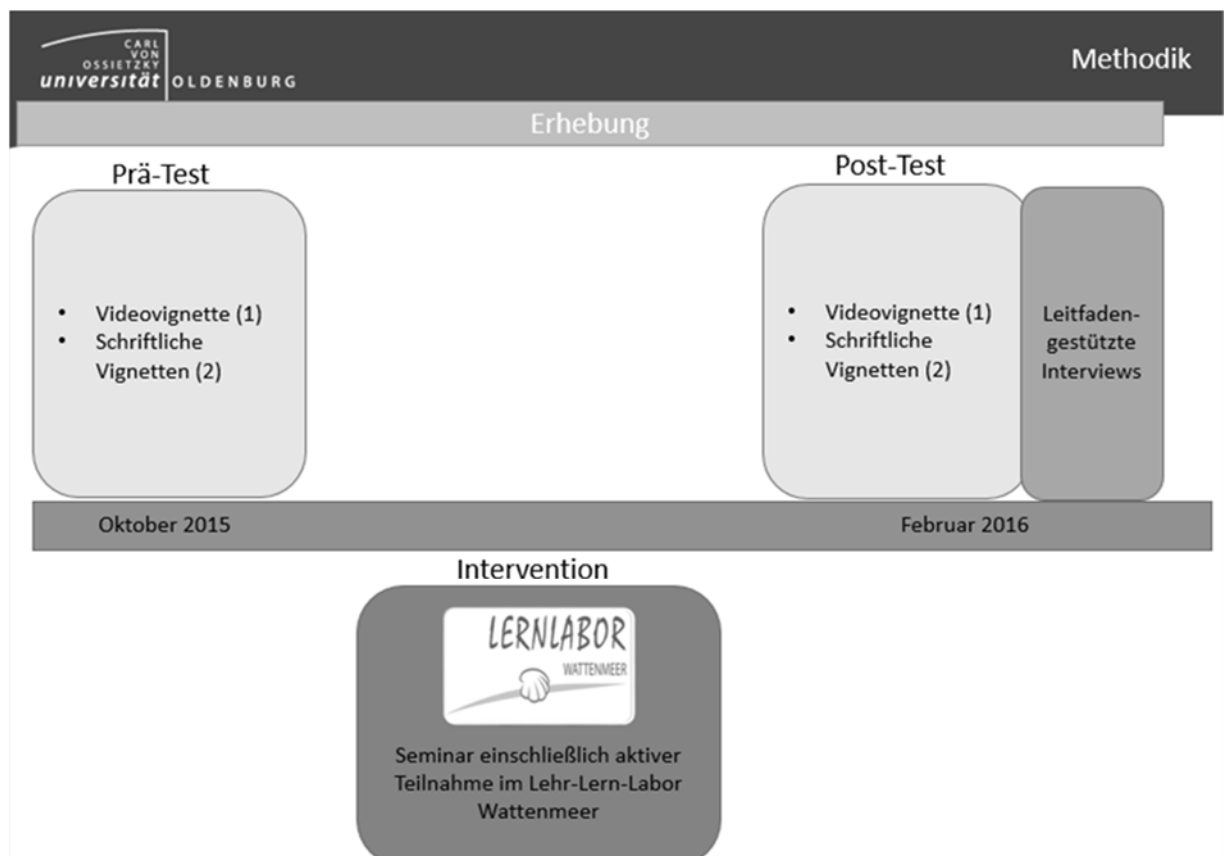 CARL
VON
OSSIETZKY
universität OLDENBURG
Methodik
Erhebung
Prä-Test
Post-Test
• Videovignette (1)
• Schriftliche
Vignetten (2)
• Videovignette (1)
• Schriftliche
Vignetten (2)
Leitfaden-
gestützte
Interviews
Oktober 2015
Februar 2016
Intervention
LERNLABOR
WATTENMEER
Seminar einschließlich aktiver
Teilnahme im Lehr-Lern-Labor
Wattenmeer